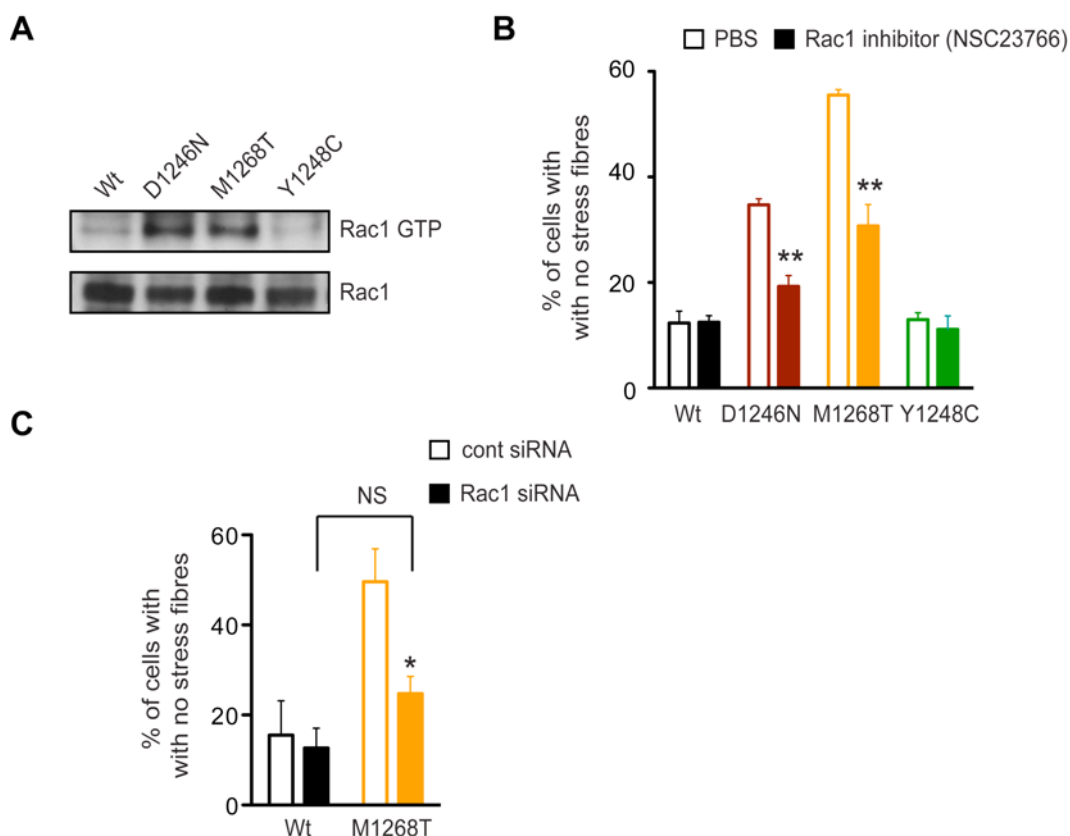 A
Wt
D1246N
M1268T
Y1248C
Rac1 GTP
Rac1
B
PBS
Rac1 inhibitor (NSC23766)
% of cells with
with no stress fibres
60
40
20
0
**
**
Wt
D1246N
M1268T
Y1248C
C
cont siRNA
Rac1 siRNA
NS
% of cells with
with no stress fibres
60
40
20
0
*
Wt
M1268T